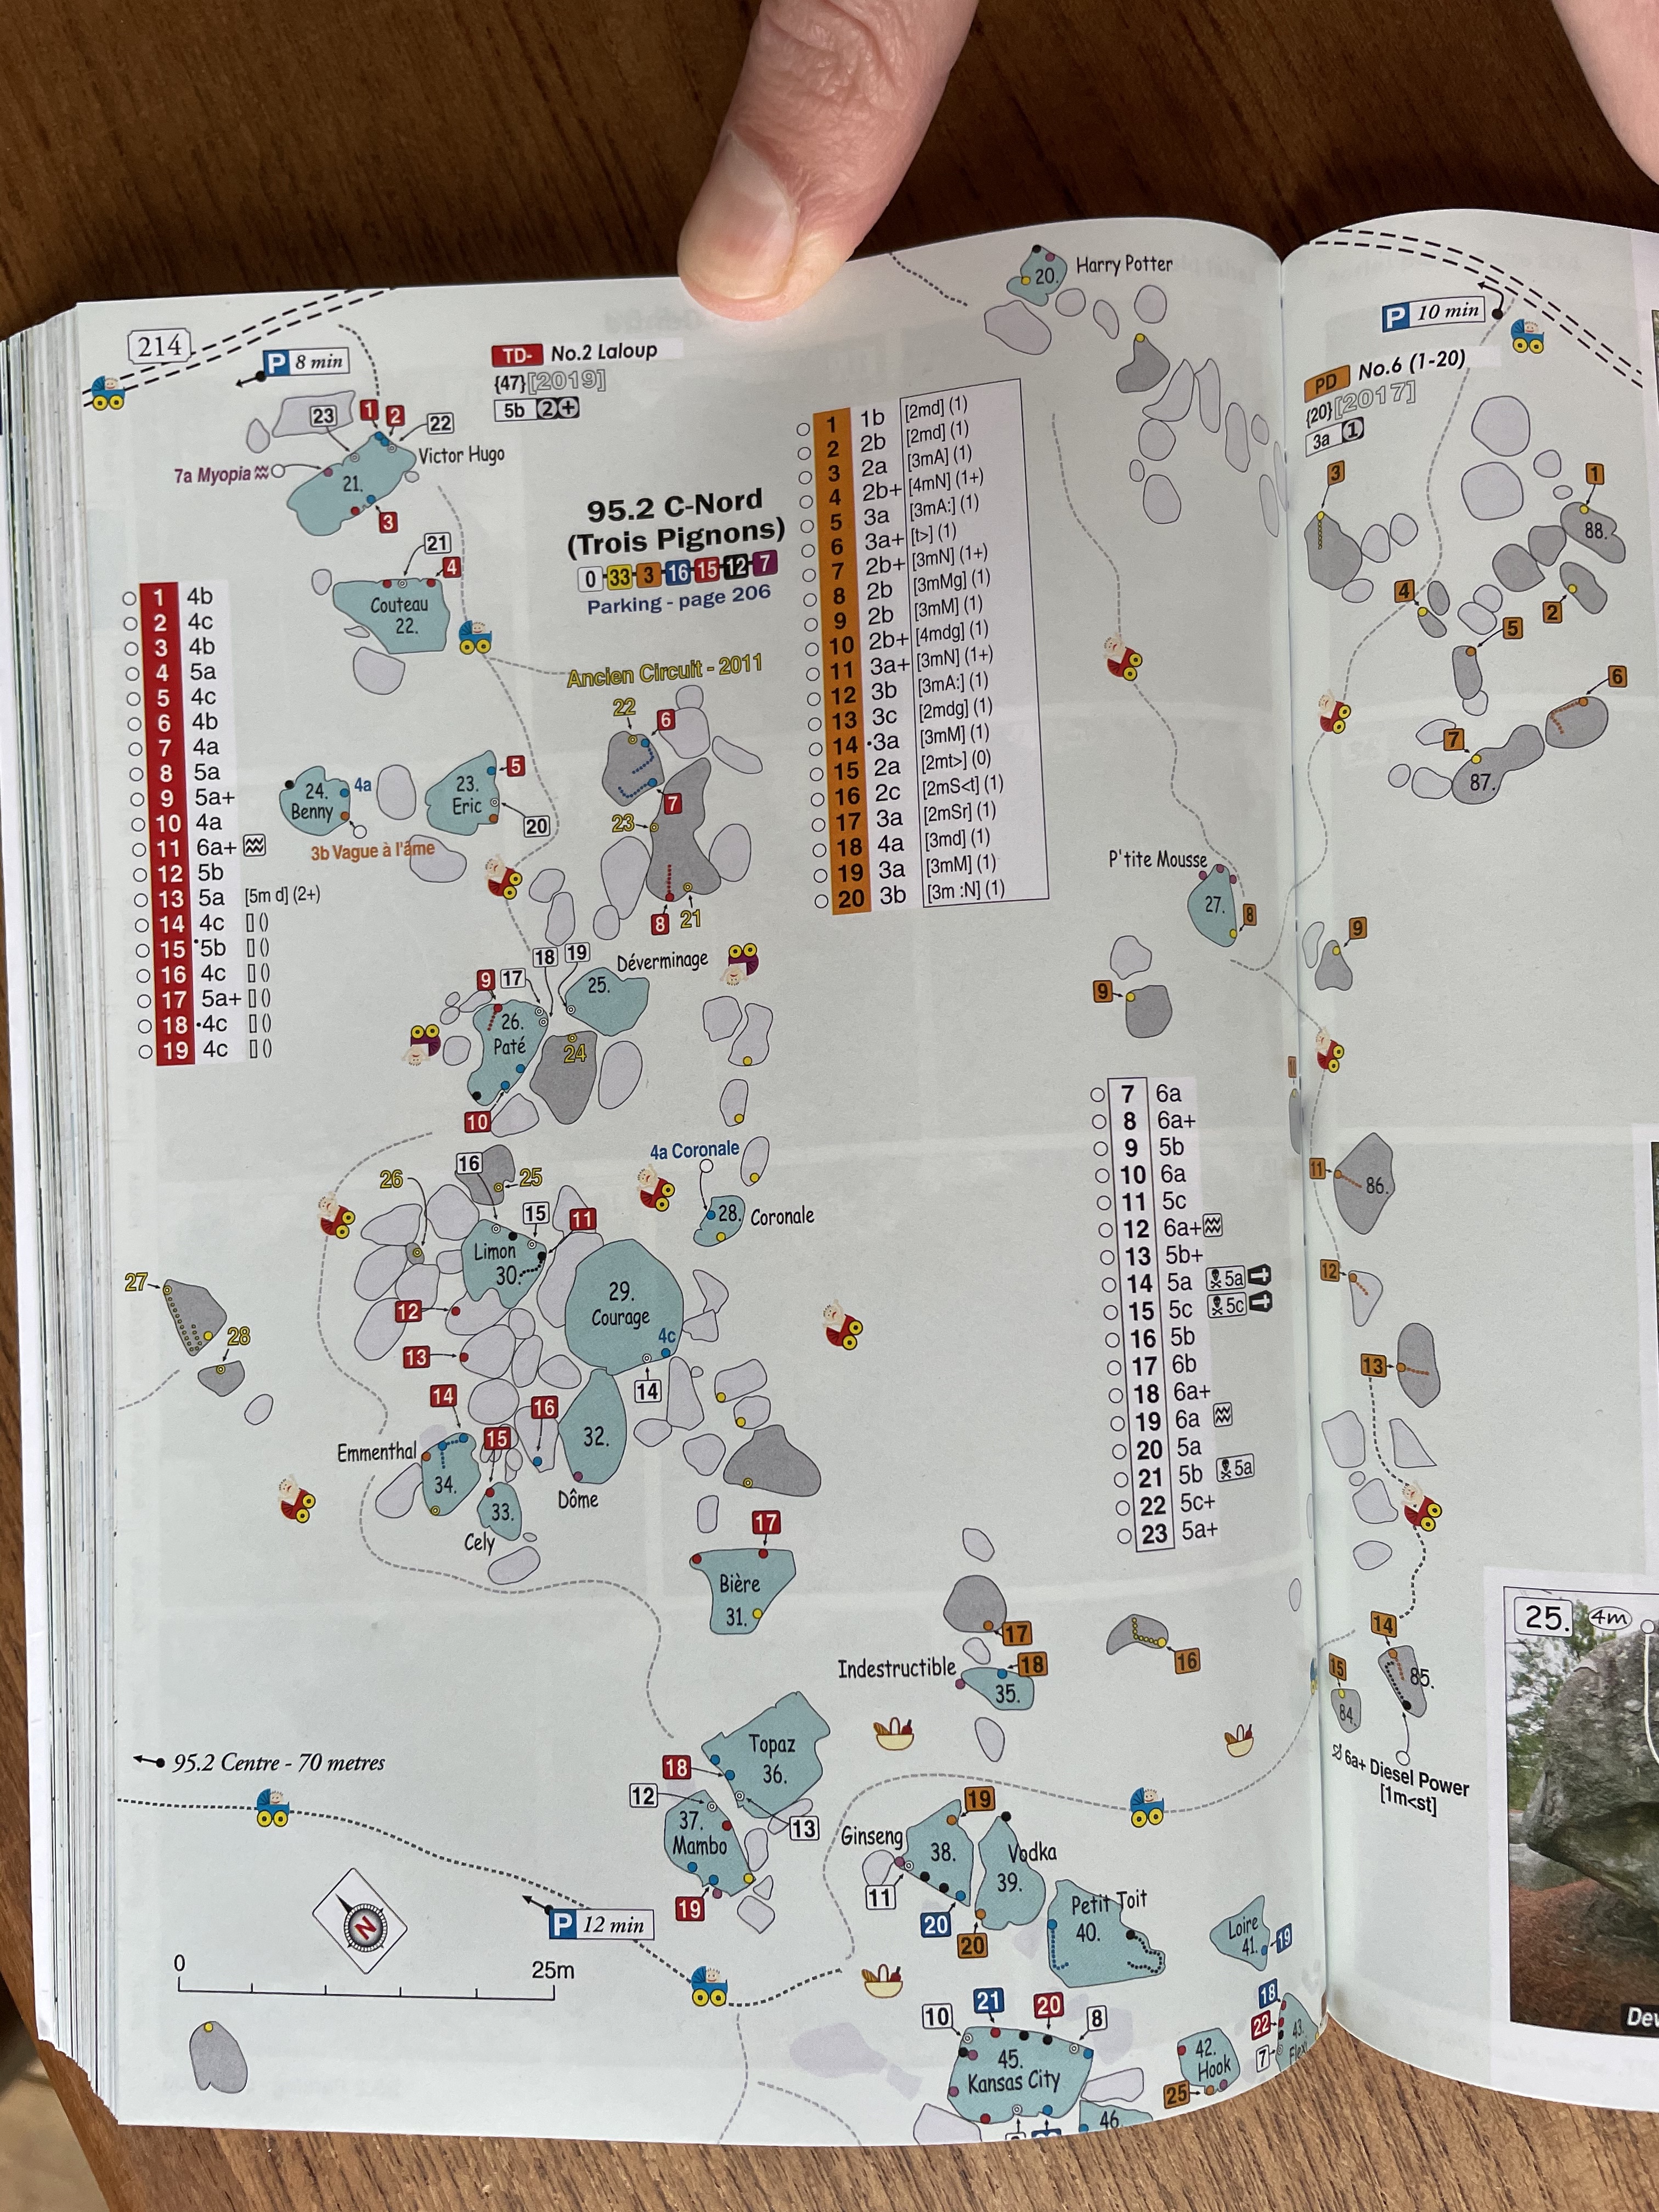 214
P 8 min
TD- No.2 Laloup
{47}[2019]
5b 2+
Harry Potter
20.
P 10 min
PD No.6 (1-20)
{20}[2017]
3a 1
23
1
2
22
Victor Hugo
7a Myopia
21.
3
21
4
Couteau
22.
95.2 C-Nord
(Trois Pignons)
0 33 3 16 15 12 7
Parking - page 206
1 4b
2 4c
3 4b
4 5a
5 4c
6 4b
7 4a
8 5a
9 5a+
10 4a
11 6a+
12 5b
13 5a [5m d] (2+)
14 4c [] ()
15 •5b [] ()
16 4c [] ()
17 5a+ [] ()
18 •4c [] ()
19 4c [] ()
1 1b [2md] (1)
2 2b [2md] (1)
3 2a [3mA] (1)
4 2b+ [4mN] (1+)
5 3a [3mA:] (1)
6 3a+ [t>] (1)
7 2b+ [3mN] (1+)
8 2b [3mMg] (1)
9 2b [3mM] (1)
10 2b+ [4mdg] (1)
11 3a+ [3mN] (1+)
12 3b [3mA:] (1)
13 3c [2mdg] (1)
14 •3a [3mM] (1)
15 2a [2mt>] (0)
16 2c [2mS<t] (1)
17 3a [2mSr] (1)
18 4a [3md] (1)
19 3a [3mM] (1)
20 3b [3m :N] (1)
Ancien Circuit - 2011
22
6
7
23
8
21
24.
Benny
4a
3b Vague à l'âme
23.
Eric
5
20
3
1
88.
4
2
5
6
7
87.
P'tite Mousse
27.
8
9
9
18
19
Déverminage
9
17
25.
26.
Paté
24
10
16
25
26
4a Coronale
28.
Coronale
15
11
Limon
30.
29.
Courage
4c
12
27
28
13
14
14
16
15
32.
Emmenthal
34.
33.
Cely
Dôme
17
Bière
31.
7 6a
8 6a+
9 5b
10 6a
11 5c
12 6a+
13 5b+
14 5a 5a
15 5c 5c
16 5b
17 6b
18 6a+
19 6a
20 5a
21 5b 5a
22 5c+
23 5a+
11
86.
12
13
17
Indestructible
18
35.
16
14
15
85.
84.
6a+ Diesel Power
[1m<st]
25. 4m
95.2 Centre - 70 metres
Topaz
36.
18
12
13
37.
Mambo
19
Ginseng
19
38.
Vodka
39.
11
20
20
Petit Toit
40.
Loire
41.
19
N
P 12 min
0
25m
10
21
20
8
45.
Kansas City
42.
Hook
25
18
22
7
43.
46